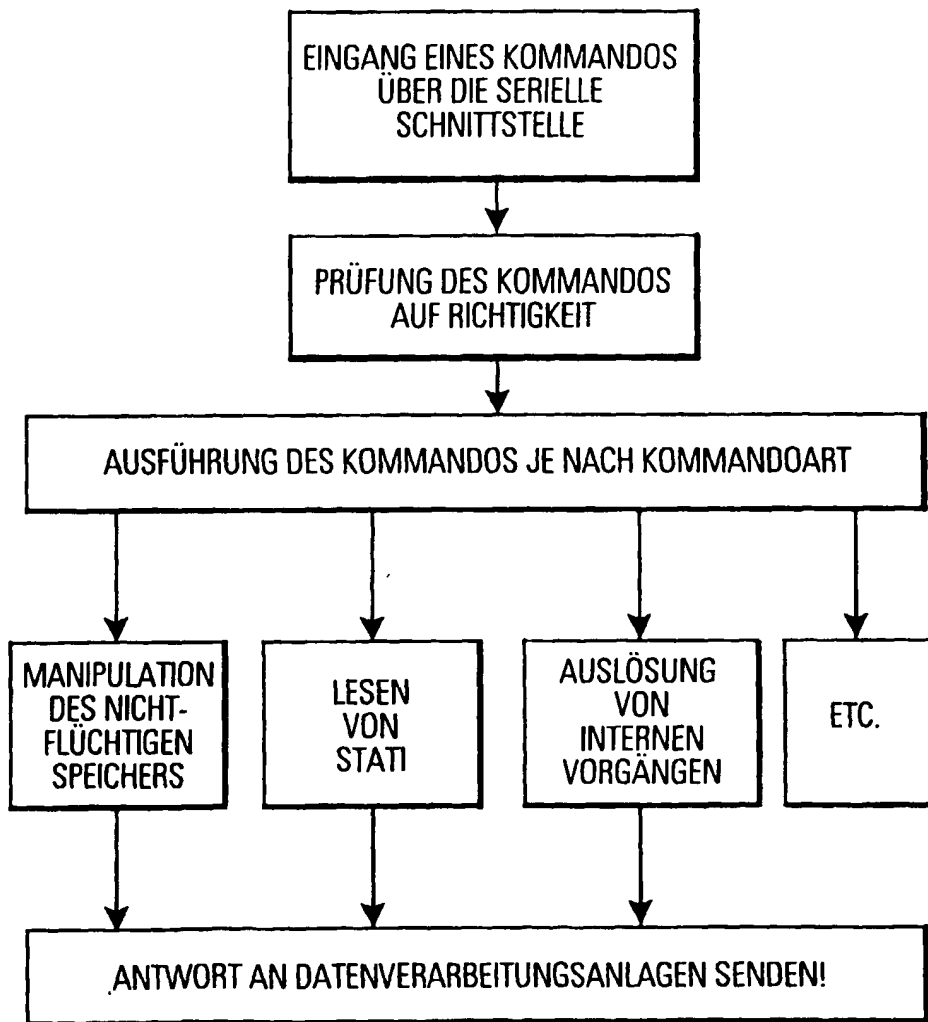 EINGANG EINES KOMMANDOS
ÜBER DIE SERIELLE
SCHNITTSTELLE
PRÜFUNG DES KOMMANDOS
AUF RICHTIGKEIT
AUSFÜHRUNG DES KOMMANDOS JE NACH KOMMANDOART
MANIPULATION
DES NICHT-
FLÜCHTIGEN
SPEICHERS
LESEN
VON
STATI
AUSLÖSUNG
VON
INTERNEN
VORGÄNGEN
ETC.
ANTWORT AN DATENVERARBEITUNGSANLAGEN SENDEN!